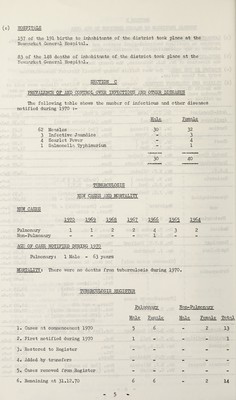 (c) HOSPITALS
157 of the 191 births to inhabitants of the district took place at the
Newmarket General Hospital.
83 of the 148 deaths of inhabitants of the district took place at the
Newmarket General Hospital.
SECTION C
PREVALENCE OF AND CONTROL OVER INFECTIOUS AND OTHER DISEASES
The following table shows the number of infectious and other diseases
notified during 1970 :-
Male Female
62 Measles 30 32
3 Infective Jaundice - 3
4 Scarlet Fever - 4
1 Salmonella Typhimurium - 1
30 40
TUBERCULOSIS
NEW CASES AND MORTALITY
NEW CASES
1970 1969 1968 1967 1966 1965 1964
Pulmonary 1 1 2 2 4 3 2
Non-Pulmonary - - - - 1 - -
AGE OF CASE NOTIFIED DURING 1970
Pulmonary: 1 Male - 63 years
MORTALITY: There were no deaths from tuberculosis during 1970.
TUBERCULOSIS REGISTER
Pulmonary Non-Pulmonary
Male Female Male Female Total
1. Cases at commencement 1970 5 6 - 2 13
2. First notified during 1970 1 - - - 1
3. Restored to Register - - - - -
4. Added by transfers - - - - -
5. Cases removed from Register - - - - -
6. Remaining at 31.12.70 6 6 - 2 14
- 5 -